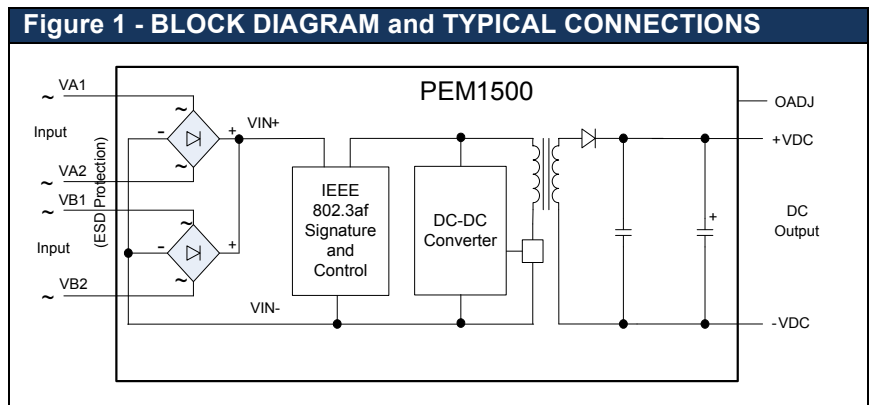 Figure 1 - BLOCK DIAGRAM and TYPICAL CONNECTIONS
PEM1500
~ VA1
Input
~ VA2
~ VB1
Input
~ VB2
(ESD Protection)
~
-
+
~
~
-
+
~
VIN+
VIN-
IEEE
802.3af
Signature
and
Control
DC-DC
Converter
+
OADJ
+VDC
DC
Output
-VDC